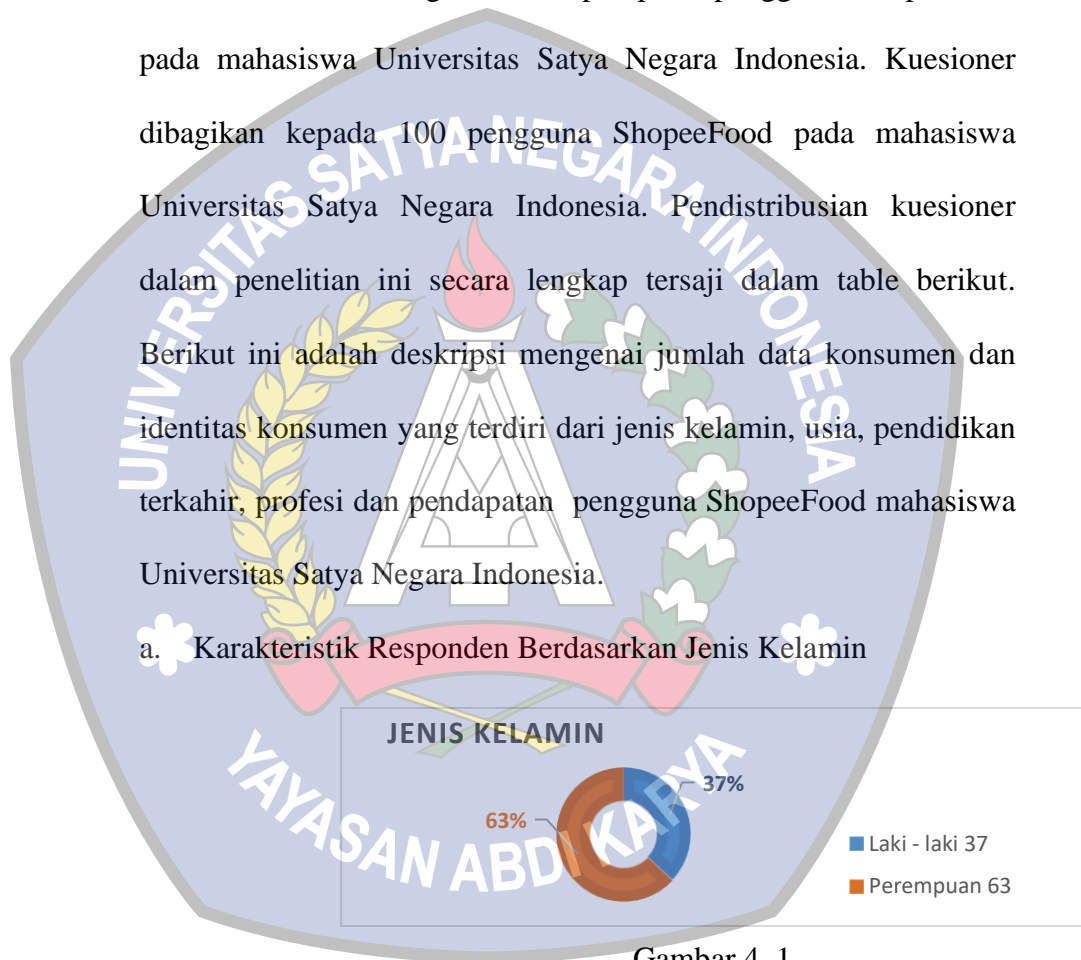 pada mahasiswa Universitas Satya Negara Indonesia. Kuesioner
dibagikan kepada 100 pengguna ShopeeFood pada mahasiswa
Universitas Satya Negara Indonesia. Pendistribusian kuesioner
dalam penelitian ini secara lengkap tersaji dalam table berikut.
Berikut ini adalah deskripsi mengenai jumlah data konsumen dan
identitas konsumen yang terdiri dari jenis kelamin, usia, pendidikan
terkahir, profesi dan pendapatan pengguna ShopeeFood mahasiswa
Universitas Satya Negara Indonesia.
a. Karakteristik Responden Berdasarkan Jenis Kelamin
JENIS KELAMIN
37%
63%
Laki - laki 37
Perempuan 63
Gambar 4. 1
UNIVERSITAS SATYA NEGARA INDONESIA
YAYASAN ABDI KARYA